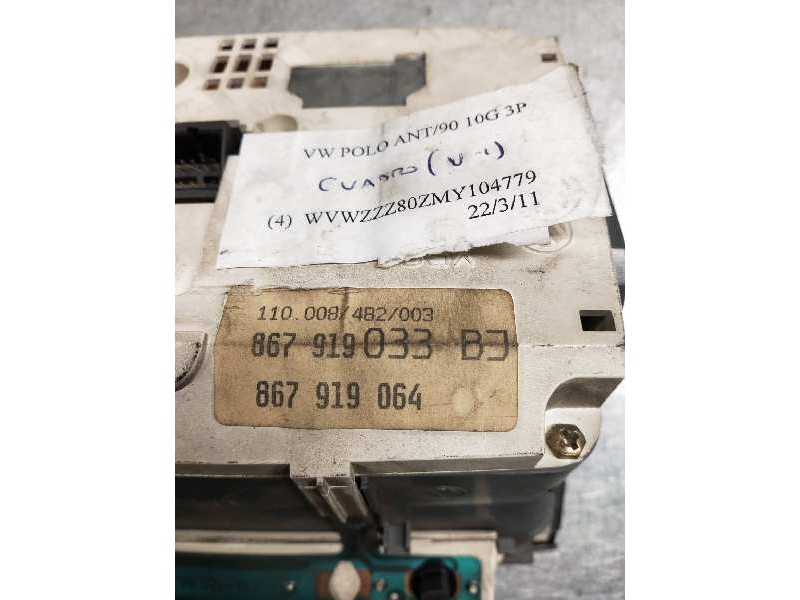 VW POLO ANT/90 10G 3P
CUADRO (V-1)
(4) WVWZZZ80ZMY104779
22/3/11
VDO
110.008/482/003
867 919 033 BJ
867 919 064